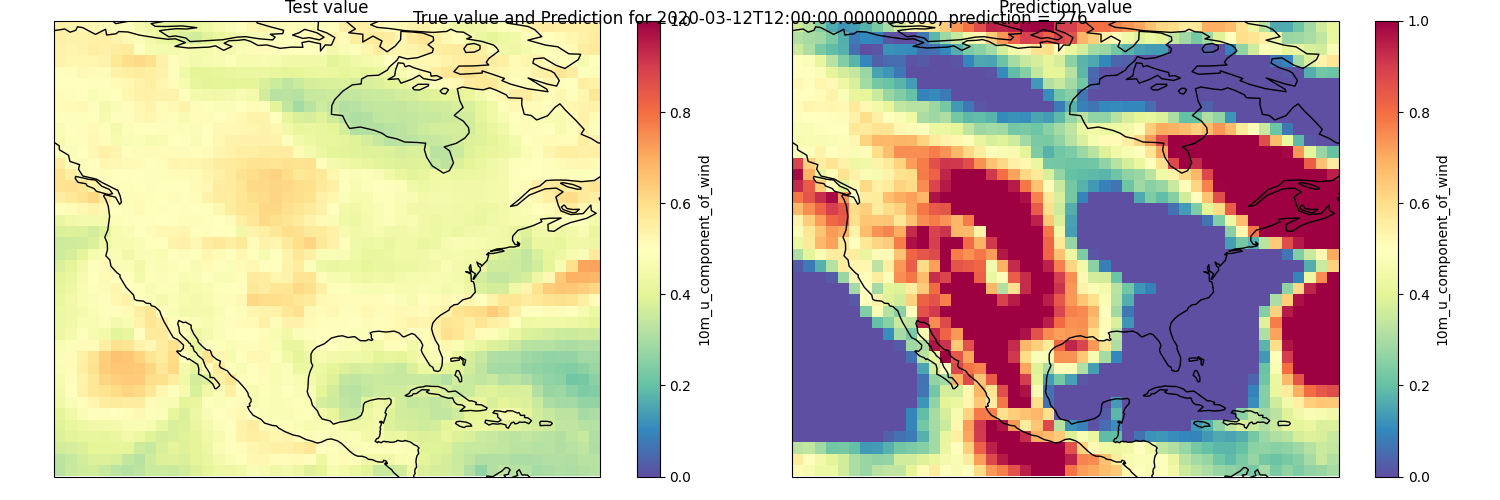 Test value
Prediction value
True value and Prediction for 2020-03-12T12:00:00.000000000, prediction = 276
1.0
0.8
0.6
0.4
0.2
0.0
10m_u_component_of_wind
1.0
0.8
0.6
0.4
0.2
0.0
10m_u_component_of_wind